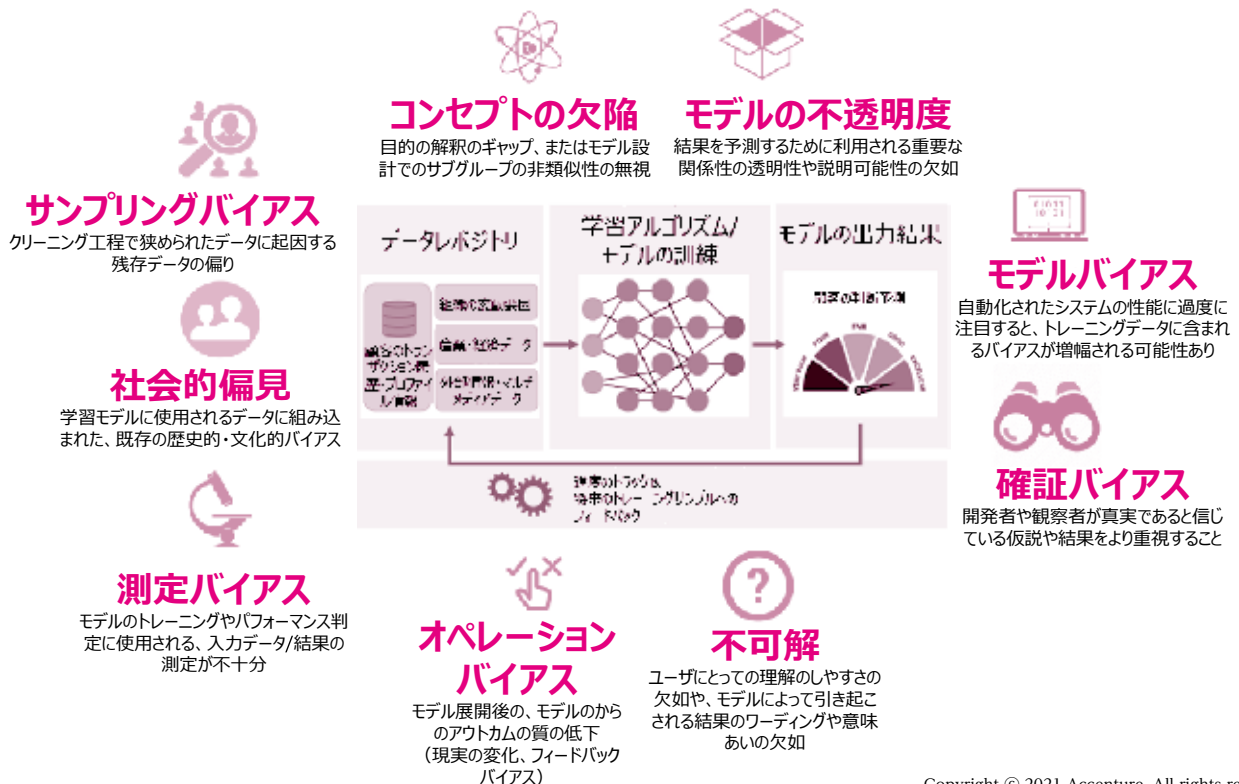 コンセプトの欠陥
目的の解釈のギャップ、またはモデル設
計でのサブグループの非類似性の無視
モデルの不透明度
結果を予測するために利用される重要な
関係性の透明性や説明可能性の欠如
サンプリングバイアス
クリーニング工程で狭められたデータに起因する
残存データの偏り
社会的偏見
学習モデルに使用されるデータに組み込
まれた、既存の歴史的・文化的バイアス
測定バイアス
モデルのトレーニングやパフォーマンス判
定に使用される、入力データ/結果の
測定が不十分
データレポジトリ
学習アルゴリズム/
モデルの訓練
モデルの出力結果
産業・経済データ
フィードバック
モデルバイアス
自動化されたシステムの性能に過度に
注目すると、トレーニングデータに含まれ
るバイアスが増幅される可能性あり
確証バイアス
開発者や観察者が真実であると信じ
ている仮説や結果をより重視すること
オペレーション
バイアス
モデル展開後の、モデルのから
のアウトカムの質の低下
（現実の変化、フィードバック
バイアス）
不可解
ユーザにとっての理解のしやすさの
欠如や、モデルによって引き起こ
される結果のワーディングや意味
あいの欠如
Copyright © 2021 Accenture. All rights